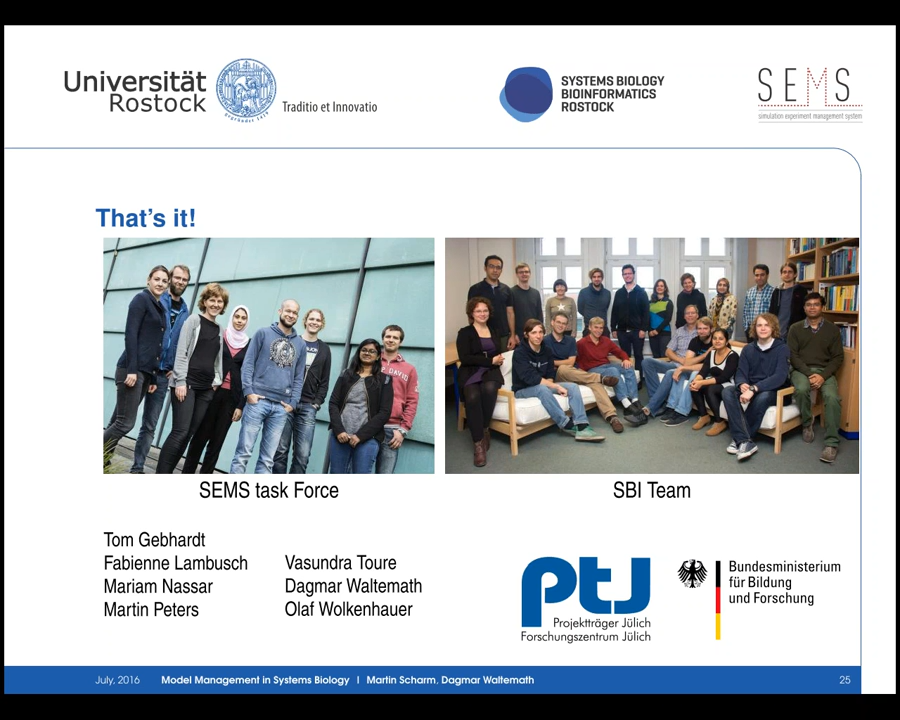 Universität
Rostock
Traditio et Innovatio
SYSTEMS BIOLOGY
BIOINFORMATICS
ROSTOCK
SEMS
simulation experiment management system
That's it!
SEMS task Force
SBI Team
Tom Gebhardt
Fabienne Lambusch
Mariam Nassar
Martin Peters
Vasundra Toure
Dagmar Waltemath
Olaf Wolkenhauer
ptj
Projektträger Jülich
Forschungszentrum Jülich
Bundesministerium
für Bildung
und Forschung
July, 2016 Model Management in Systems Biology | Martin Scharm, Dagmar Waltemath 25